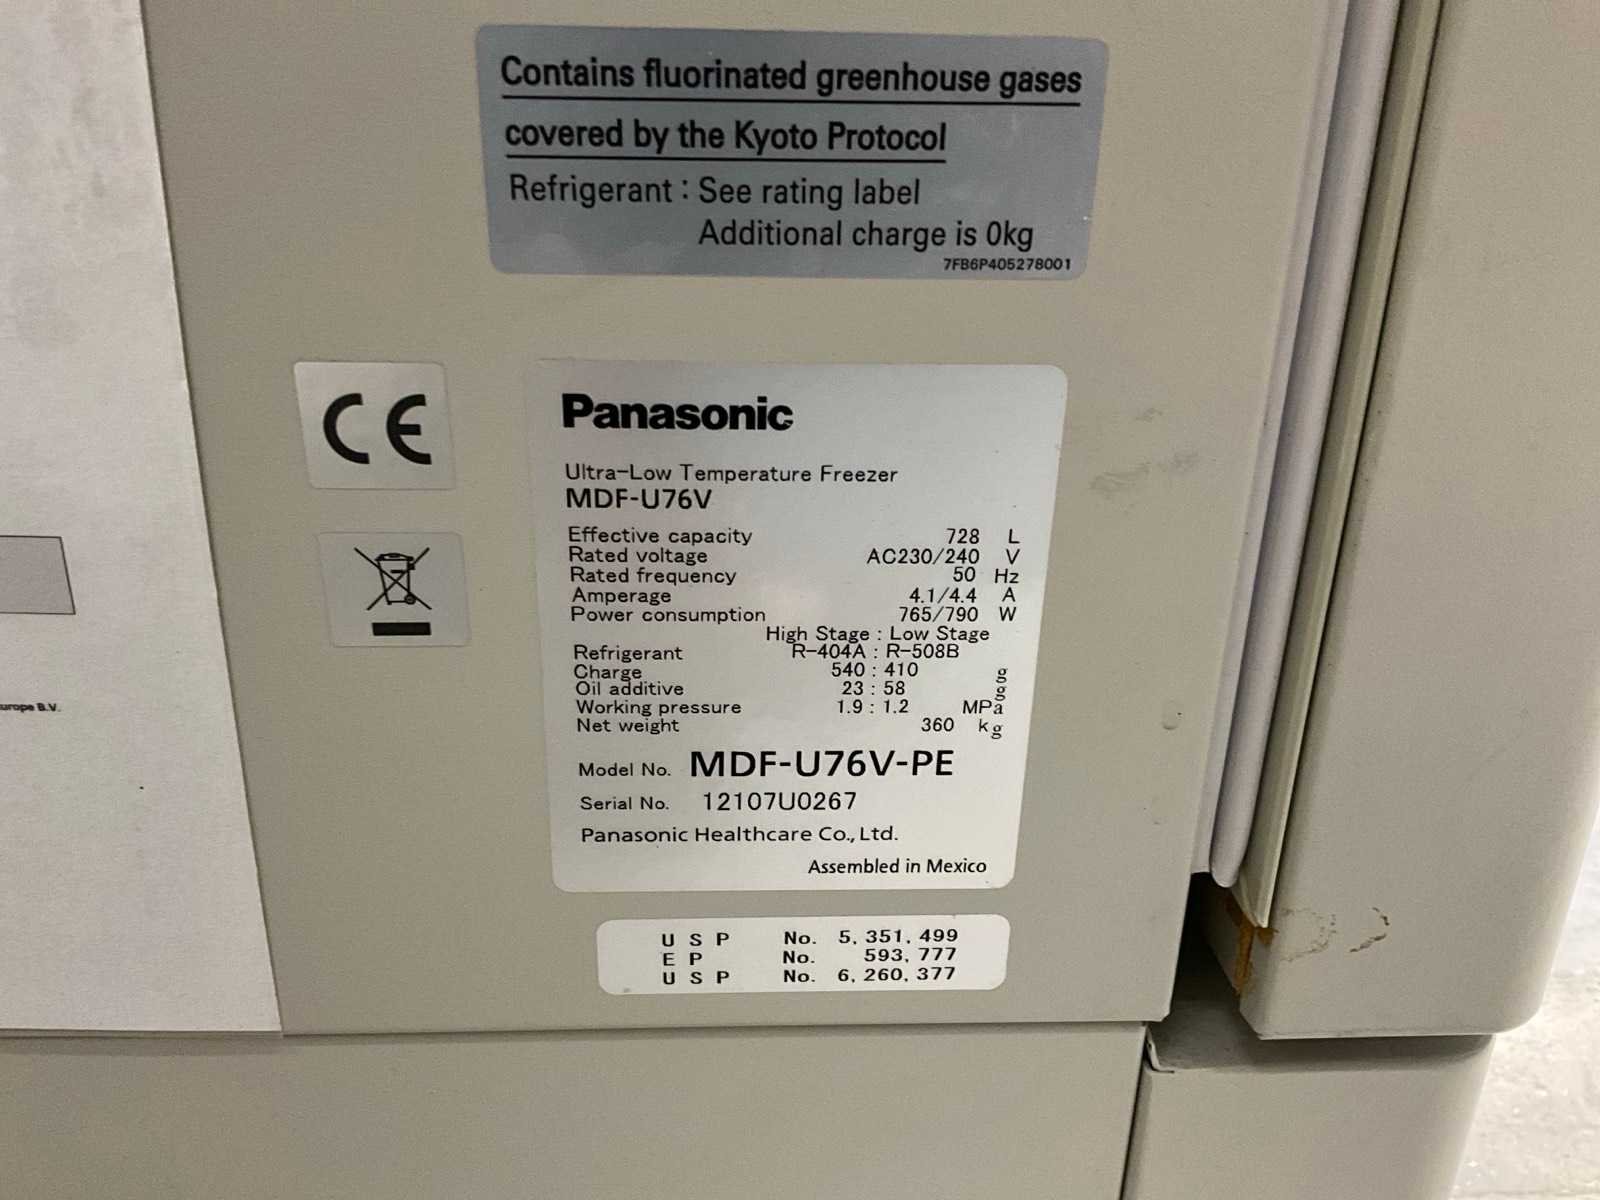 Contains fluorinated greenhouse gases
covered by the Kyoto Protocol
Refrigerant : See rating label
Additional charge is 0kg
7FB6P405278001
CE
Panasonic
Ultra-Low Temperature Freezer
MDF-U76V
Effective capacity 728 L
Rated voltage AC230/240 V
Rated frequency 50 Hz
Amperage 4.1/4.4 A
Power consumption 765/790 W
High Stage : Low Stage
Refrigerant R-404A : R-508B
Charge 540 : 410 g
Oil additive 23 : 58 g
Working pressure 1.9 : 1.2 MPa
Net weight 360 kg
Model No. MDF-U76V-PE
Serial No. 12107U0267
Panasonic Healthcare Co., Ltd.
Assembled in Mexico
USP No. 5, 351, 499
EP No. 593, 777
USP No. 6, 260, 377
B.V.